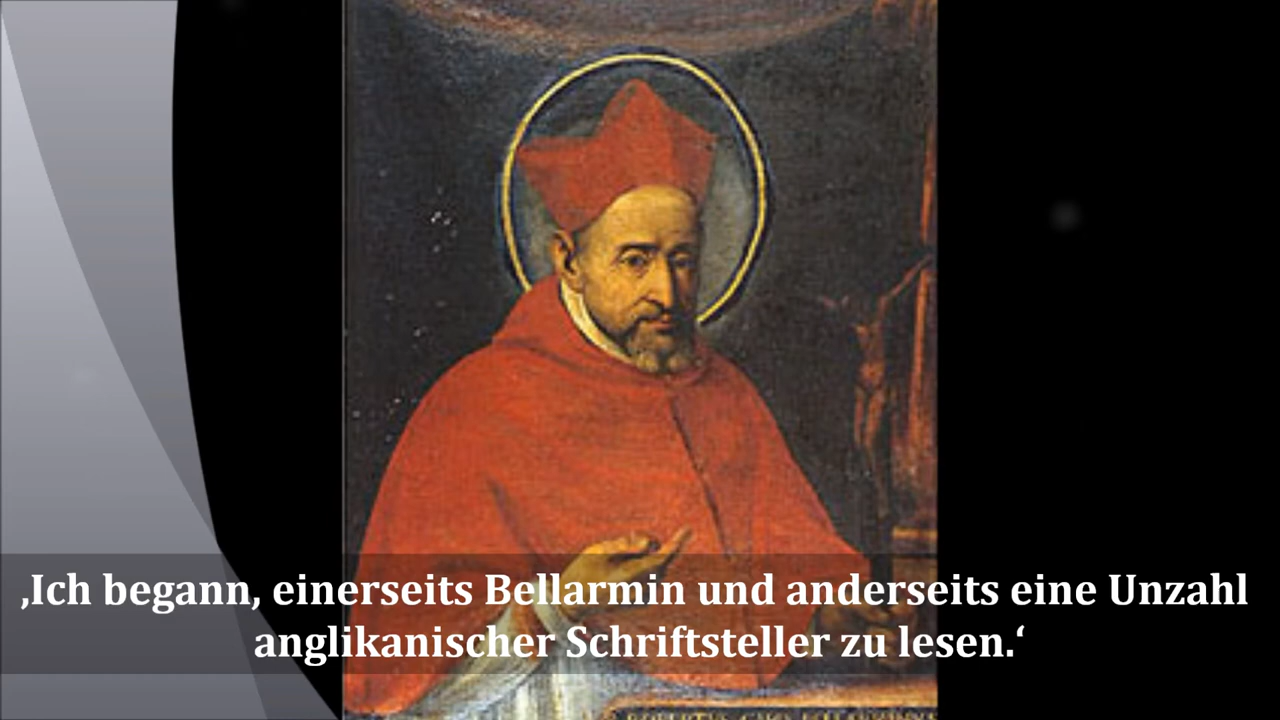 ‚Ich begann, einerseits Bellarmin und anderseits eine Unzahl
anglikanischer Schriftsteller zu lesen.‘